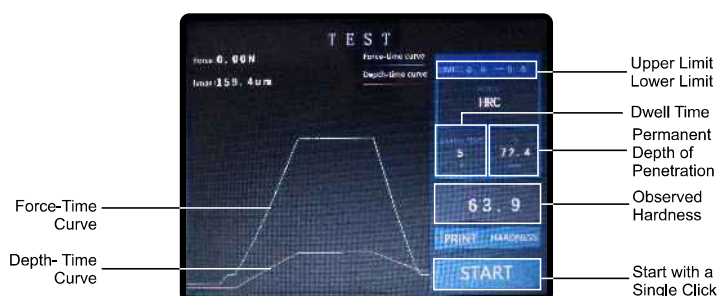 TEST
Force: 0.00N
hmax: 159.4um
Force-time curve
Depth-time curve
HRC
5
72.4
63.9
PRINT HARDNESS
START
Upper Limit
Lower Limit
Dwell Time
Permanent
Depth of
Penetration
Observed
Hardness
Start with a
Single Click
Force-Time
Curve
Depth- Time
Curve